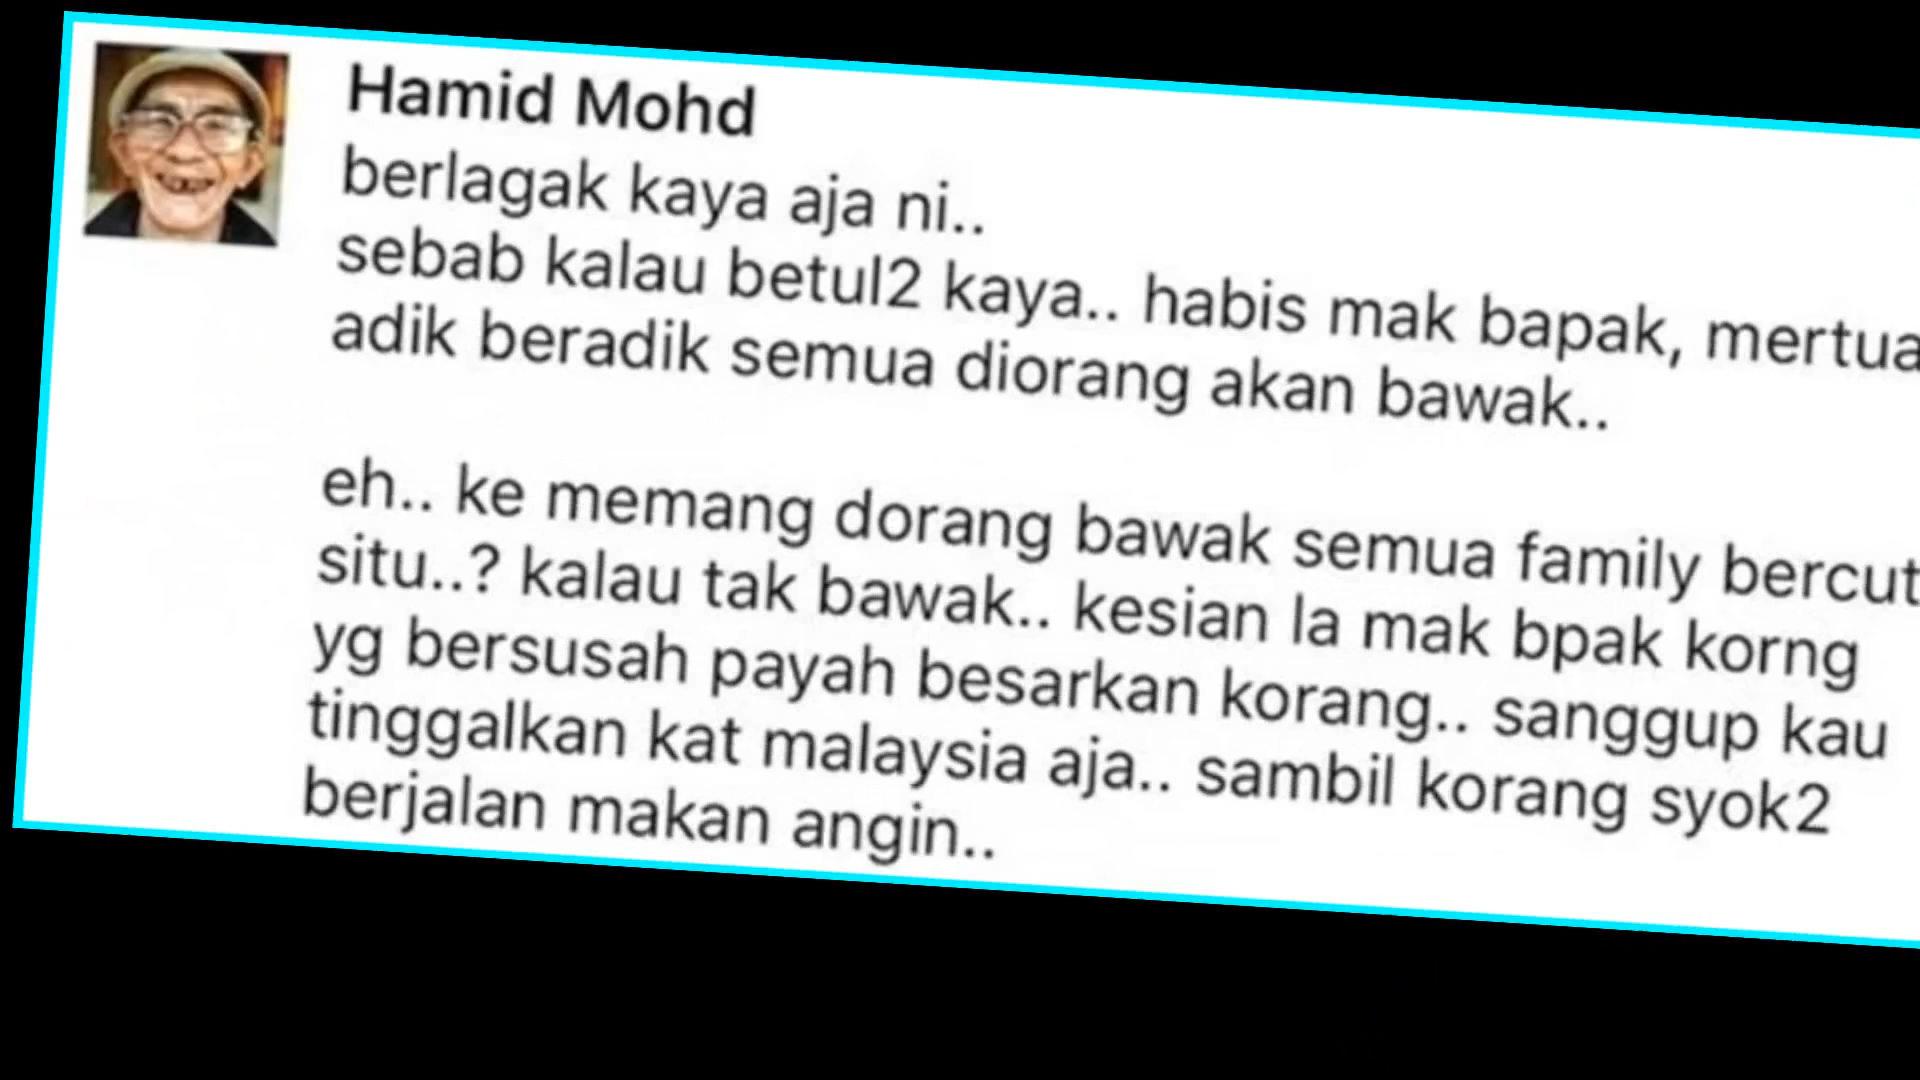 Hamid Mohd
berlagak kaya aja ni..
sebab kalau betul2 kaya.. habis mak bapak, mertua
adik beradik semua diorang akan bawak..
eh.. ke memang dorang bawak semua family bercut
situ..? kalau tak bawak.. kesian la mak bpak korng
yg bersusah payah besarkan korang.. sanggup kau
tinggalkan kat malaysia aja.. sambil korang syok2
berjalan makan angin..